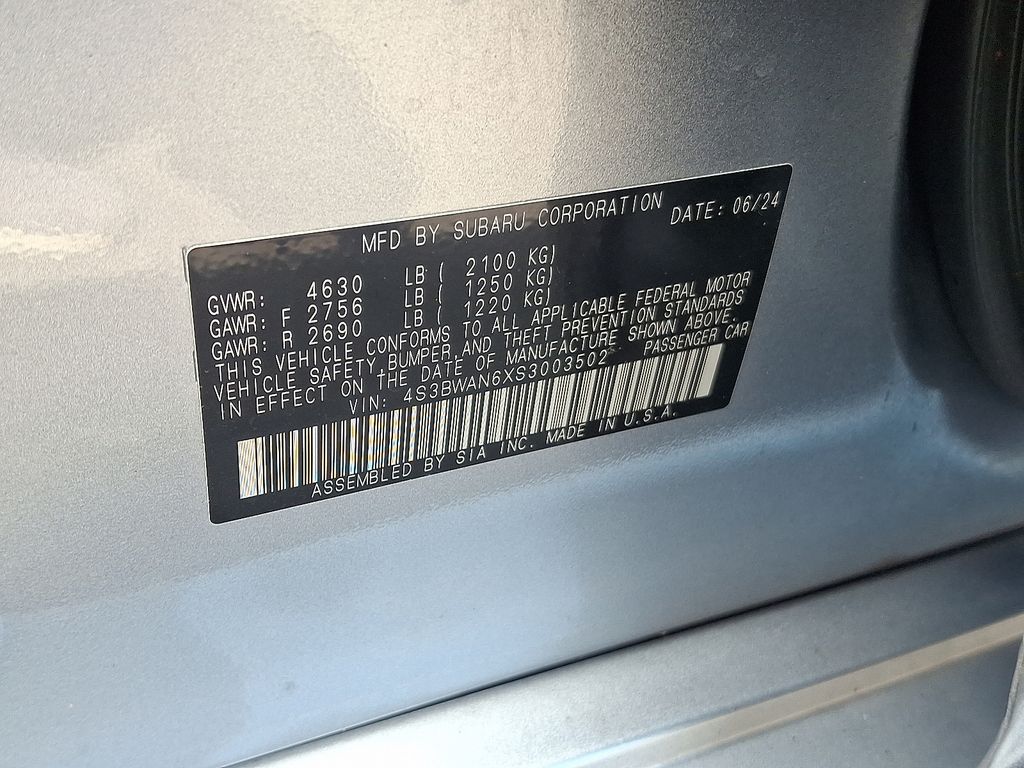 MFD BY SUBARU CORPORATION DATE: 06/24
GVWR: 4630 LB ( 2100 KG)
GAWR: F 2756 LB ( 1250 KG)
GAWR: R 2690 LB ( 1220 KG)
THIS VEHICLE CONFORMS TO ALL APPLICABLE FEDERAL MOTOR
VEHICLE SAFETY,BUMPER,AND THEFT PREVENTION STANDARDS
IN EFFECT ON THE DATE OF MANUFACTURE SHOWN ABOVE.
VIN: 4S3BWAN6XS3003502 PASSENGER CAR
ASSEMBLED BY SIA INC. MADE IN U.S.A.